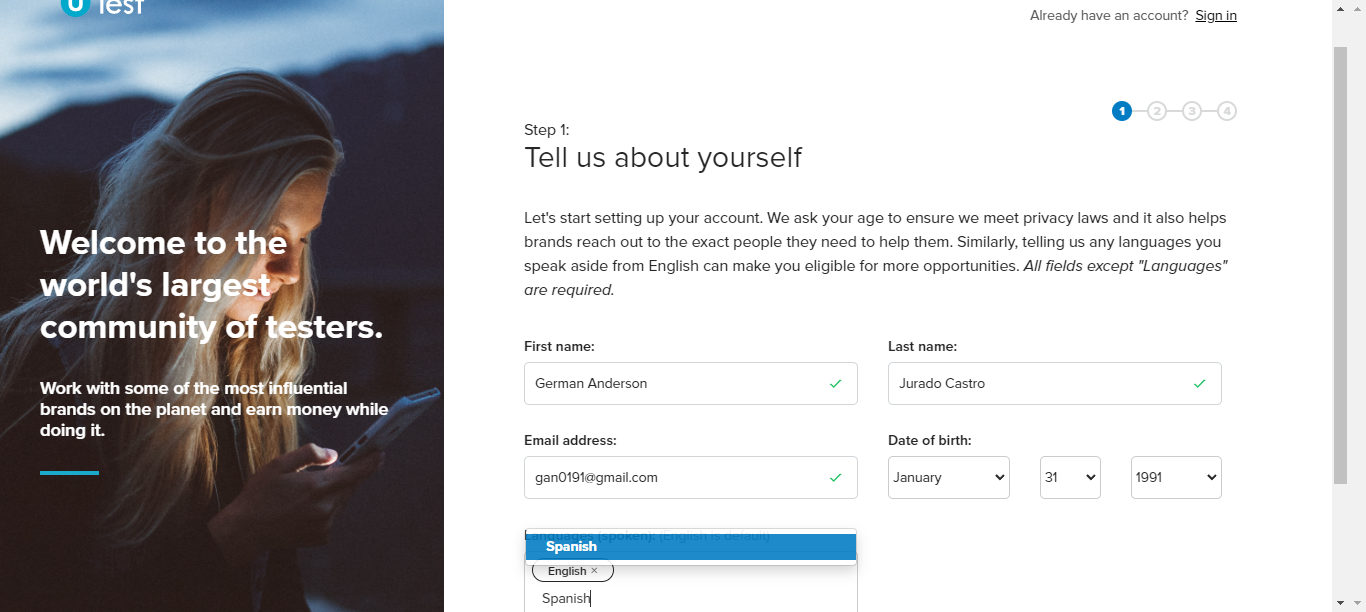 Test
Already have an account? Sign in
1 2 3 4
Step 1:
Tell us about yourself
Let's start setting up your account. We ask your age to ensure we meet privacy laws and it also helps
brands reach out to the exact people they need to help them. Similarly, telling us any languages you
speak aside from English can make you eligible for more opportunities. All fields except "Languages"
are required.
Welcome to the
world's largest
community of testers.
Work with some of the most influential
brands on the planet and earn money while
doing it.
First name: Last name:
German Anderson Jurado Castro
Email address: Date of birth:
gan0191@gmail.com January 31 1991
Languages (spoken): (English is default)
Spanish
English ×
Spanish